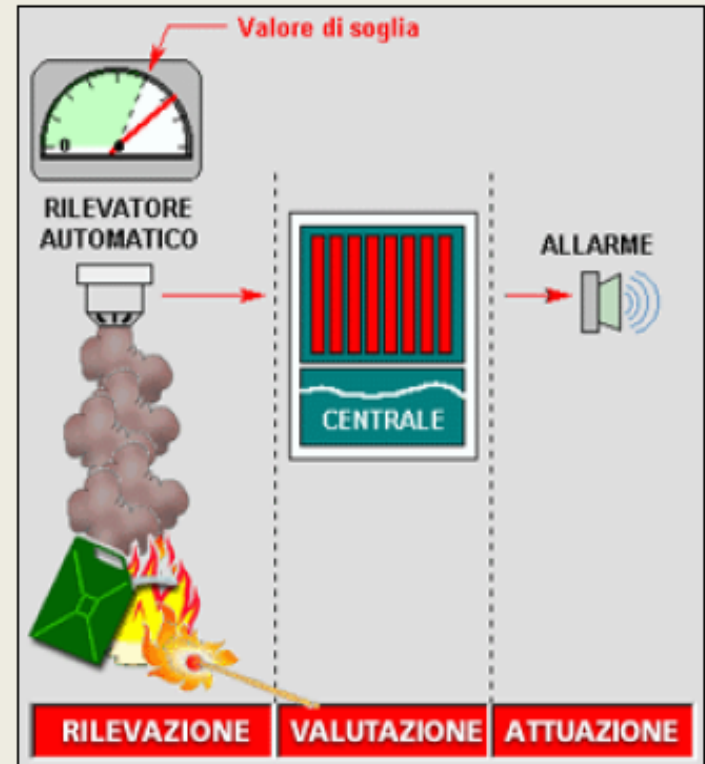 Valore di soglia
0
RILEVATORE
AUTOMATICO
ALLARME
CENTRALE
RILEVAZIONE
VALUTAZIONE
ATTUAZIONE